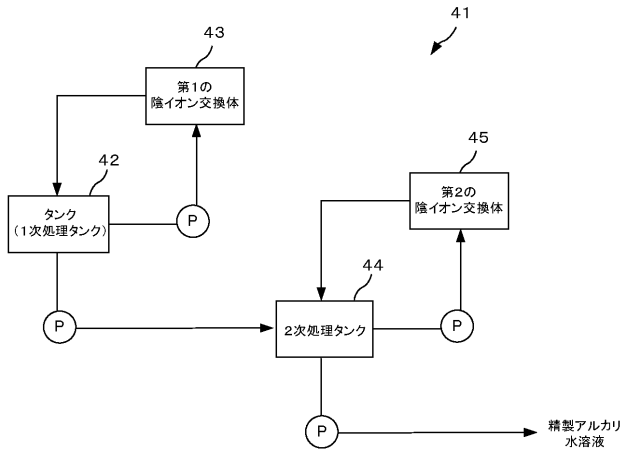 41
43
第1の
陰イオン交換体
42
タンク
(1次処理タンク)
P
45
第2の
陰イオン交換体
44
P
2次処理タンク
P
P
精製アルカリ
水溶液